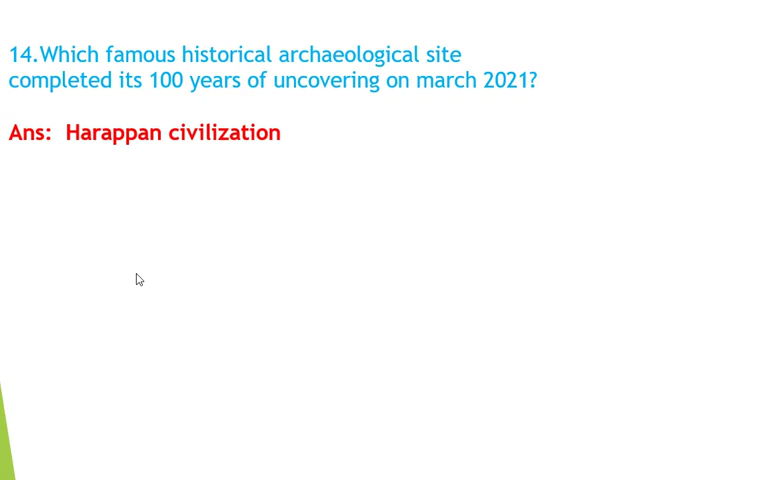 14.Which famous historical archaeological site
completed its 100 years of uncovering on march 2021?
Ans:  Harappan civilization